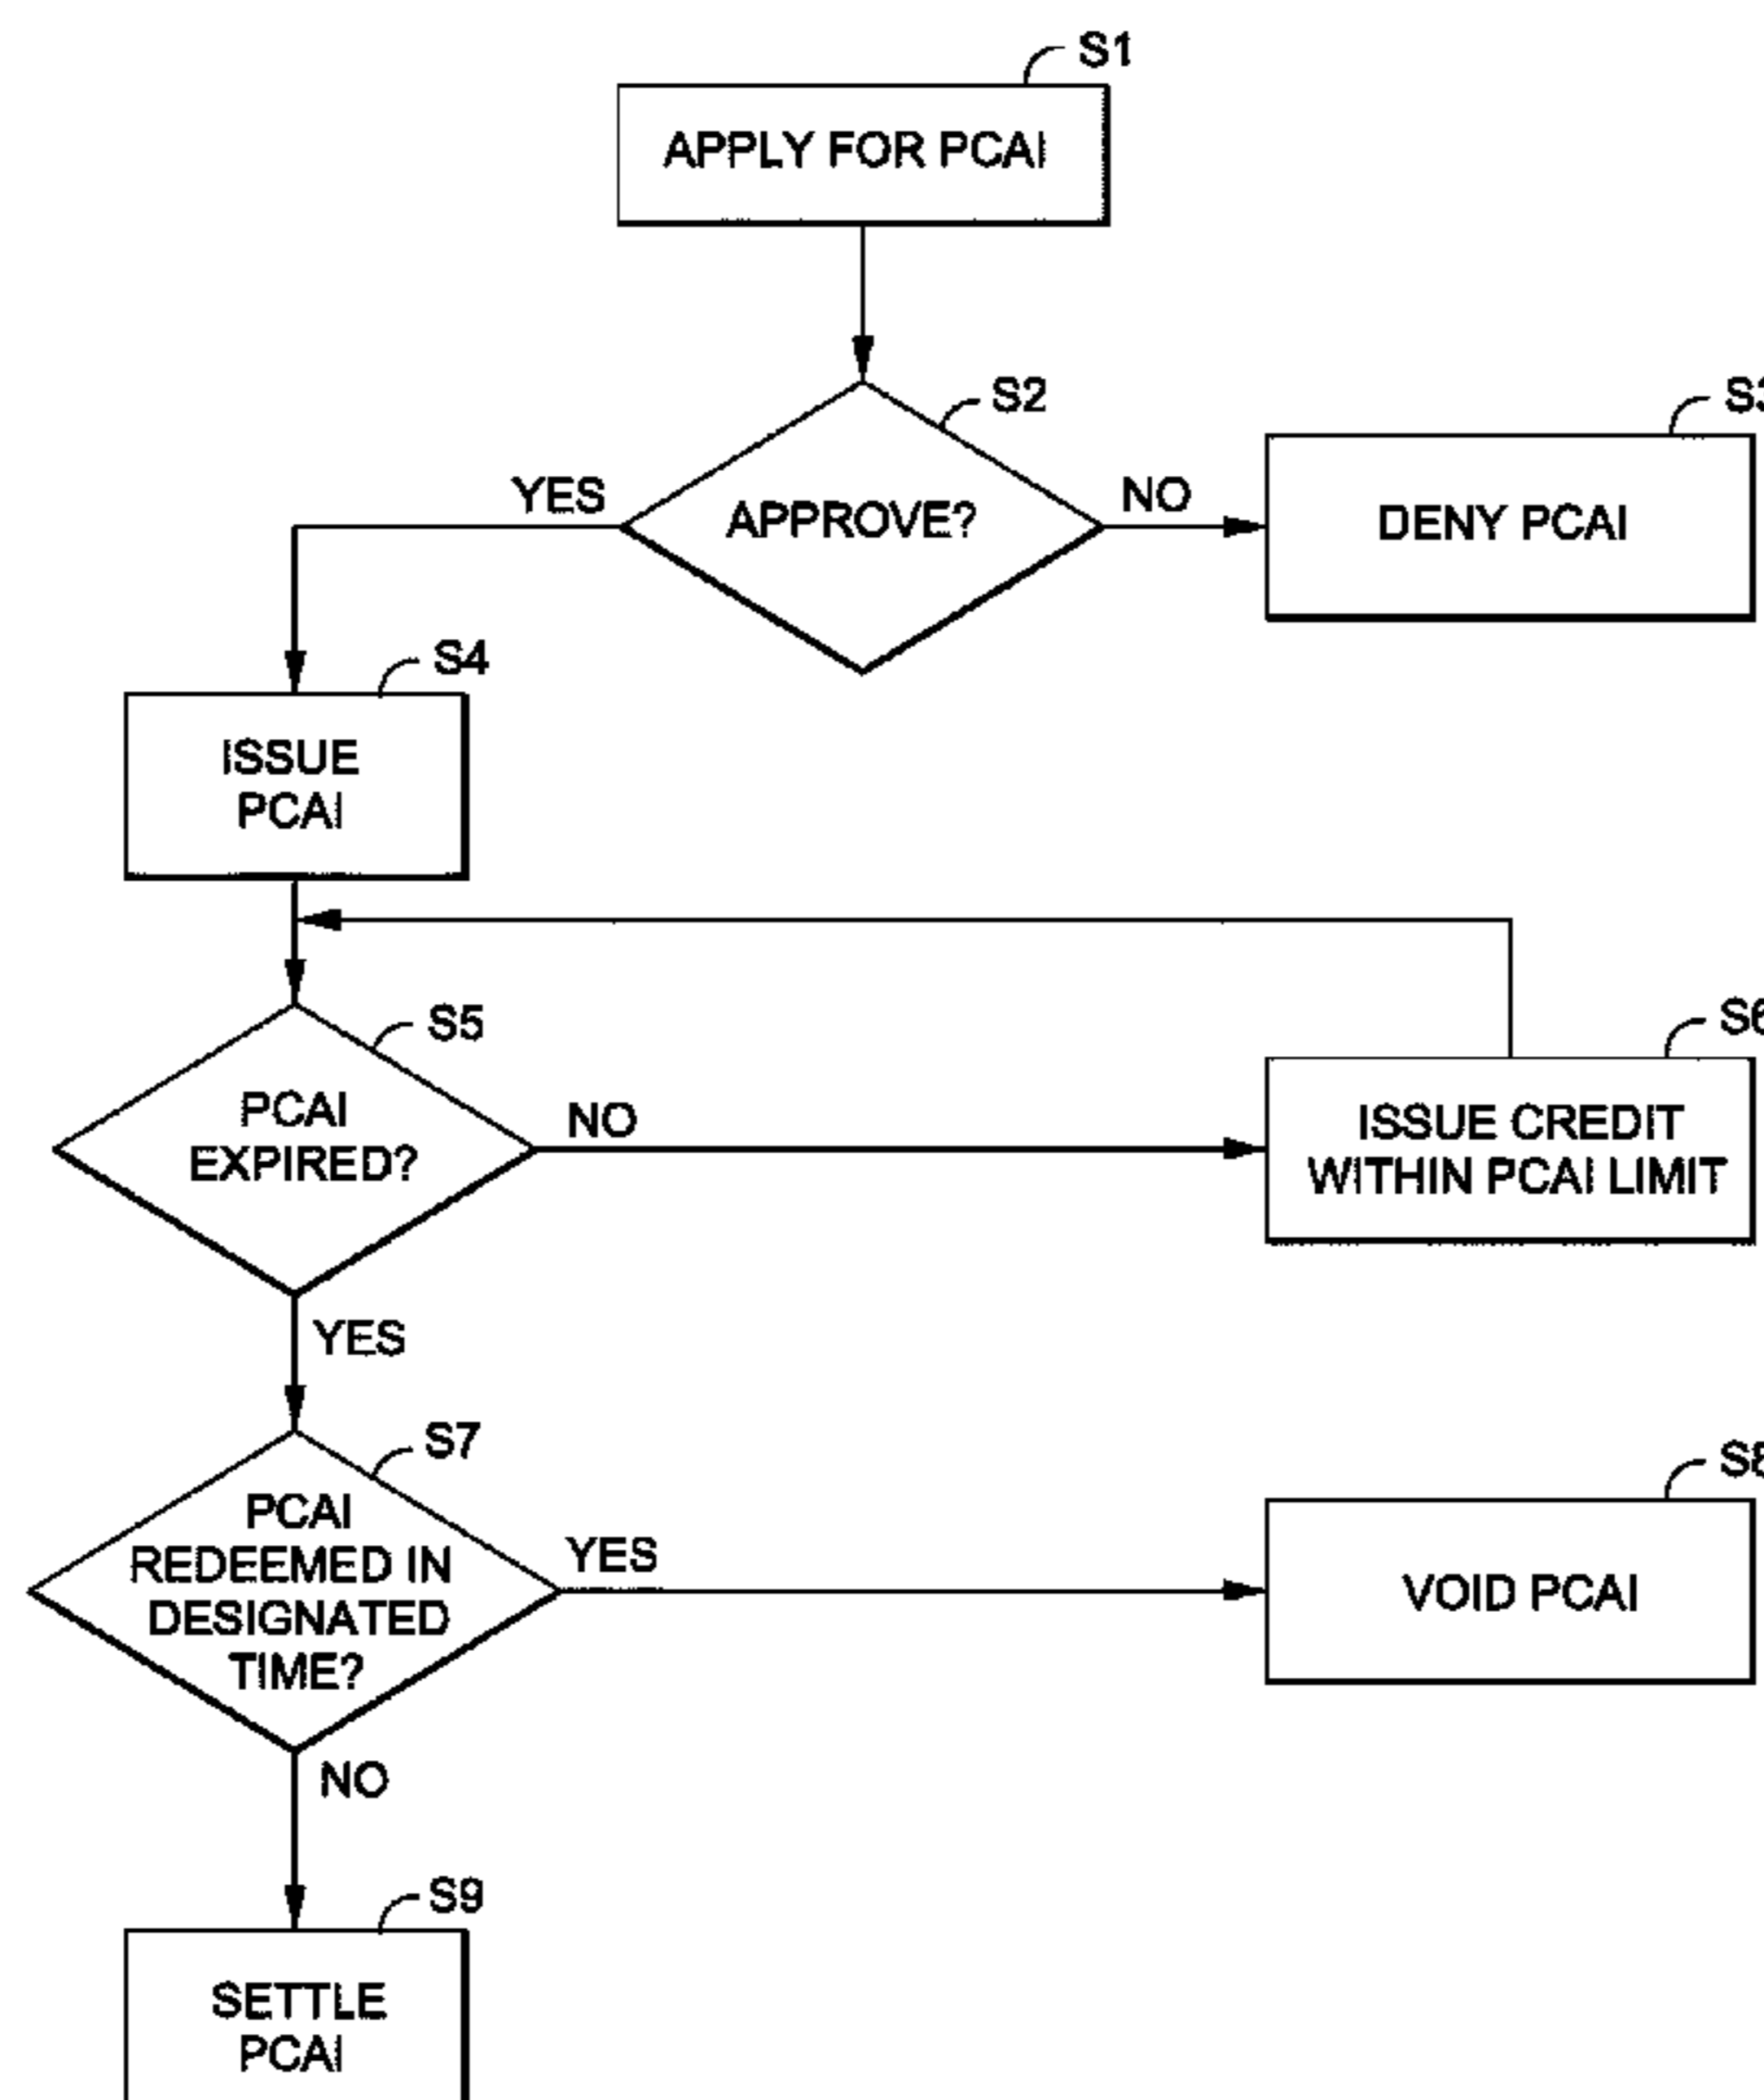 S1
APPLY FOR PCAI
S2
APPROVE?
YES
NO
DENY PCAI
S4
ISSUE
PCAI
S5
PCAI
EXPIRED?
NO
ISSUE CREDIT
WITHIN PCAI LIMIT
YES
S7
PCAI
REDEEMED IN
DESIGNATED
TIME?
YES
VOID PCAI
NO
S9
SETTLE
PCAI